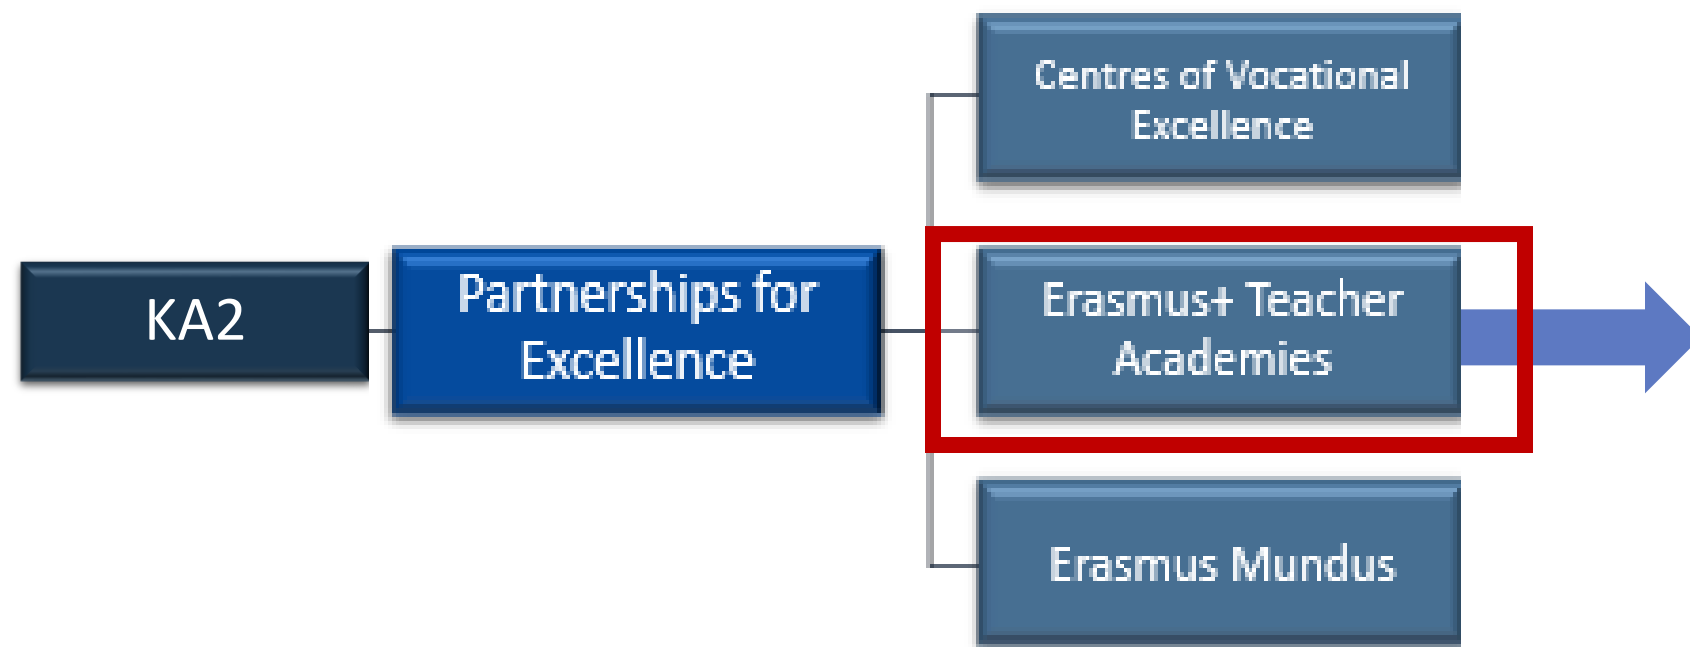 KA2
Partnerships for
Excellence
Centres of Vocational
Excellence
Erasmus+ Teacher
Academies
Erasmus Mundus